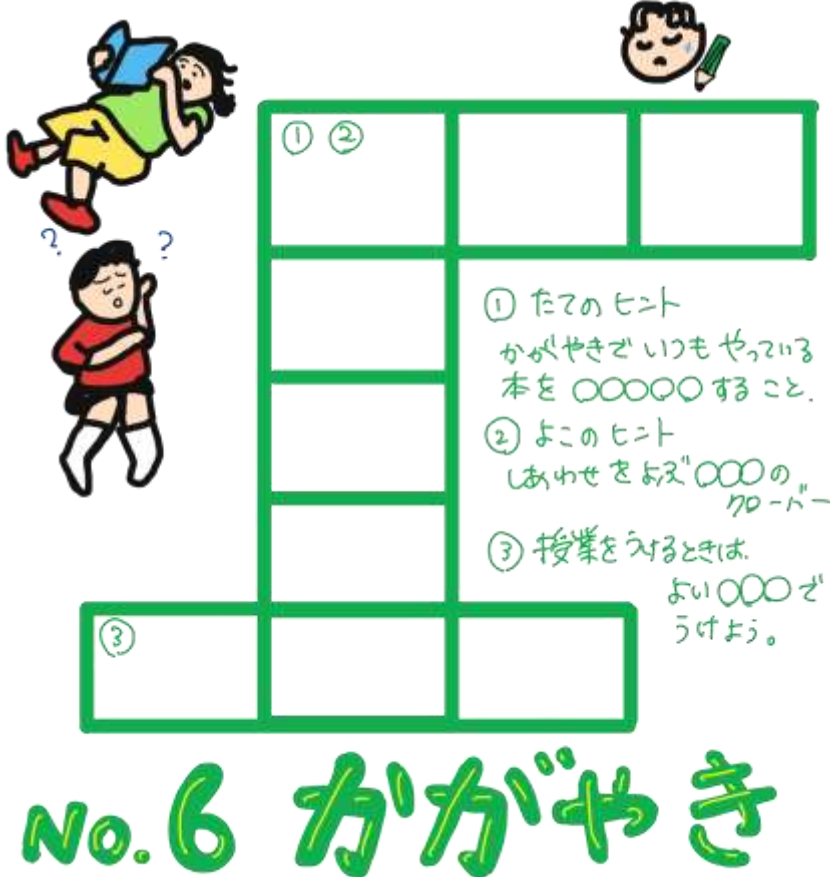 ① ②
① たてのヒント
かがやきで いつも やっている
本を ○○○○○ する こと.
② よこの ヒント
しあわせ を よぶ ○○○の
クローバー
③ 授業を うけるときは
よい ○○○で
うけよう。
③
? ?
No.6 かがやき